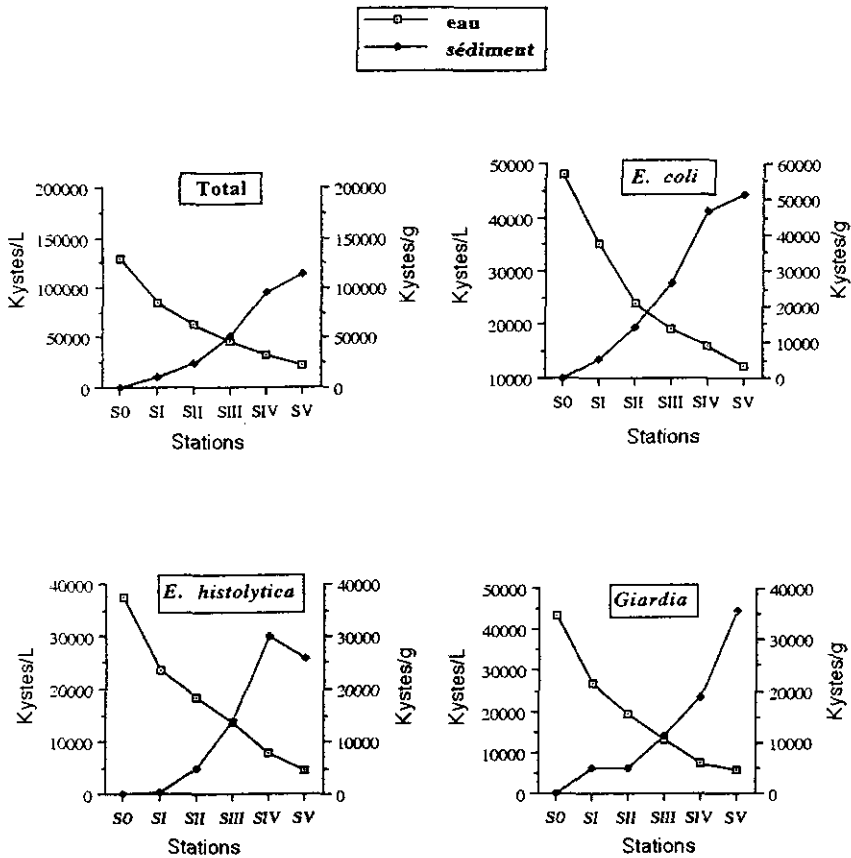 eau
sédiment
Total
Kystes/L
200000
150000
100000
50000
0
Kystes/g
200000
150000
100000
50000
0
S0 SI SII SIII SIV SV
Stations
E. coli
Kystes/L
50000
40000
30000
20000
10000
Kystes/g
60000
50000
40000
30000
20000
10000
0
S0 SI SII SIII SIV SV
Stations
E. histolytica
Kystes/L
40000
30000
20000
10000
0
Kystes/g
40000
30000
20000
10000
0
S0 SI SII SIII SIV SV
Stations
Giardia
Kystes/L
50000
40000
30000
20000
10000
0
Kystes/g
40000
30000
20000
10000
0
S0 SI SII SIII SIV SV
Stations